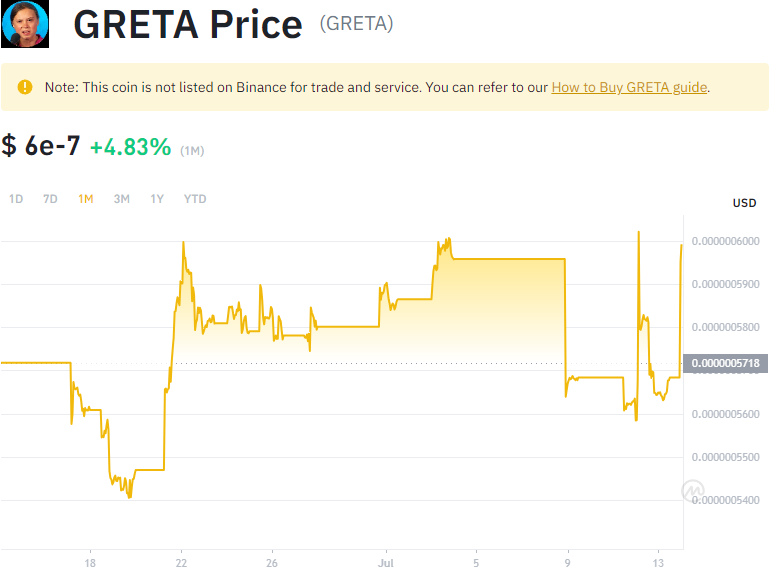 GRETA Price (GRETA)
Note: This coin is not listed on Binance for trade and service. You can refer to our How to Buy GRETA guide.
$ 6e-7 +4.83% (1M)
1D 7D 1M 3M 1Y YTD
USD
0.0000006000
0.0000005900
0.0000005800
0.0000005718
0.0000005600
0.0000005500
0.0000005400
18 22 26 Jul 5 9 13